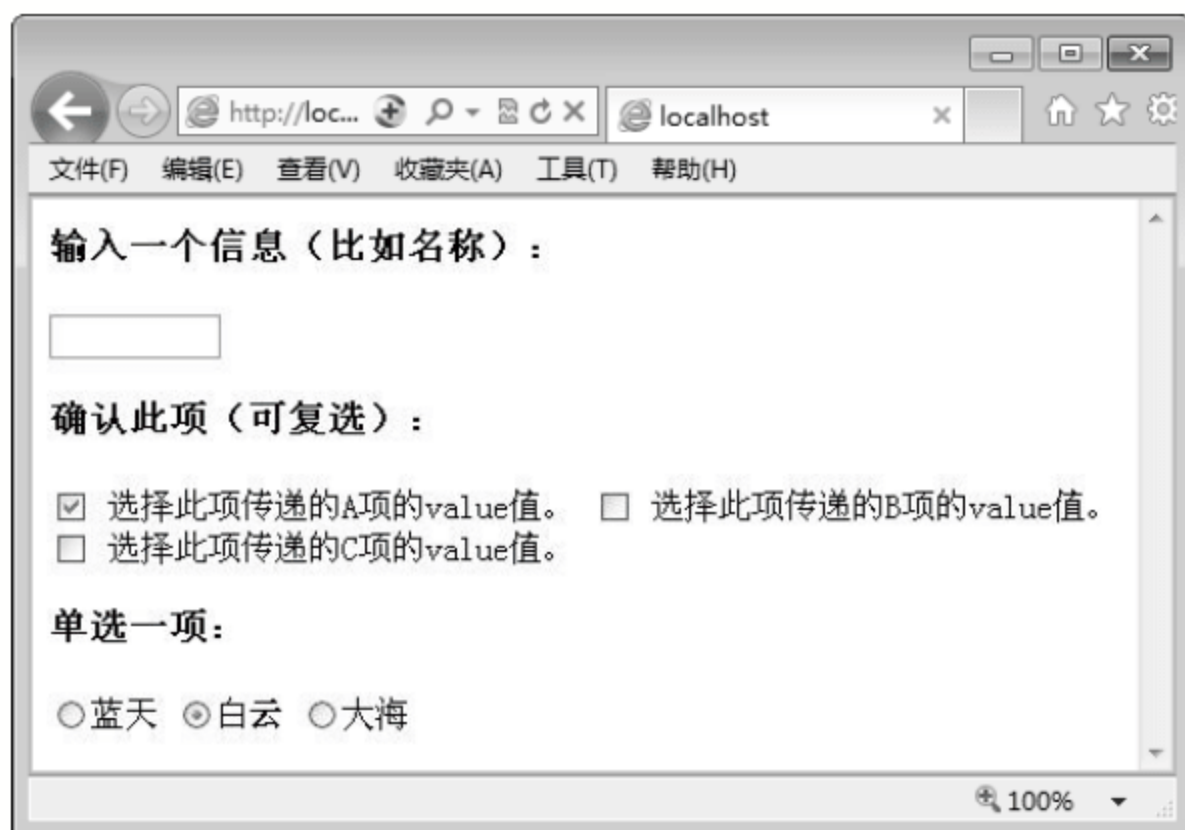 http://loc...
localhost
文件(F) 编辑(E) 查看(V) 收藏夹(A) 工具(T) 帮助(H)
输入一个信息（比如名称）：
确认此项（可复选）：
选择此项传递的A项的value值。 选择此项传递的B项的value值。
选择此项传递的C项的value值。
单选一项：
蓝天 白云 大海
100%